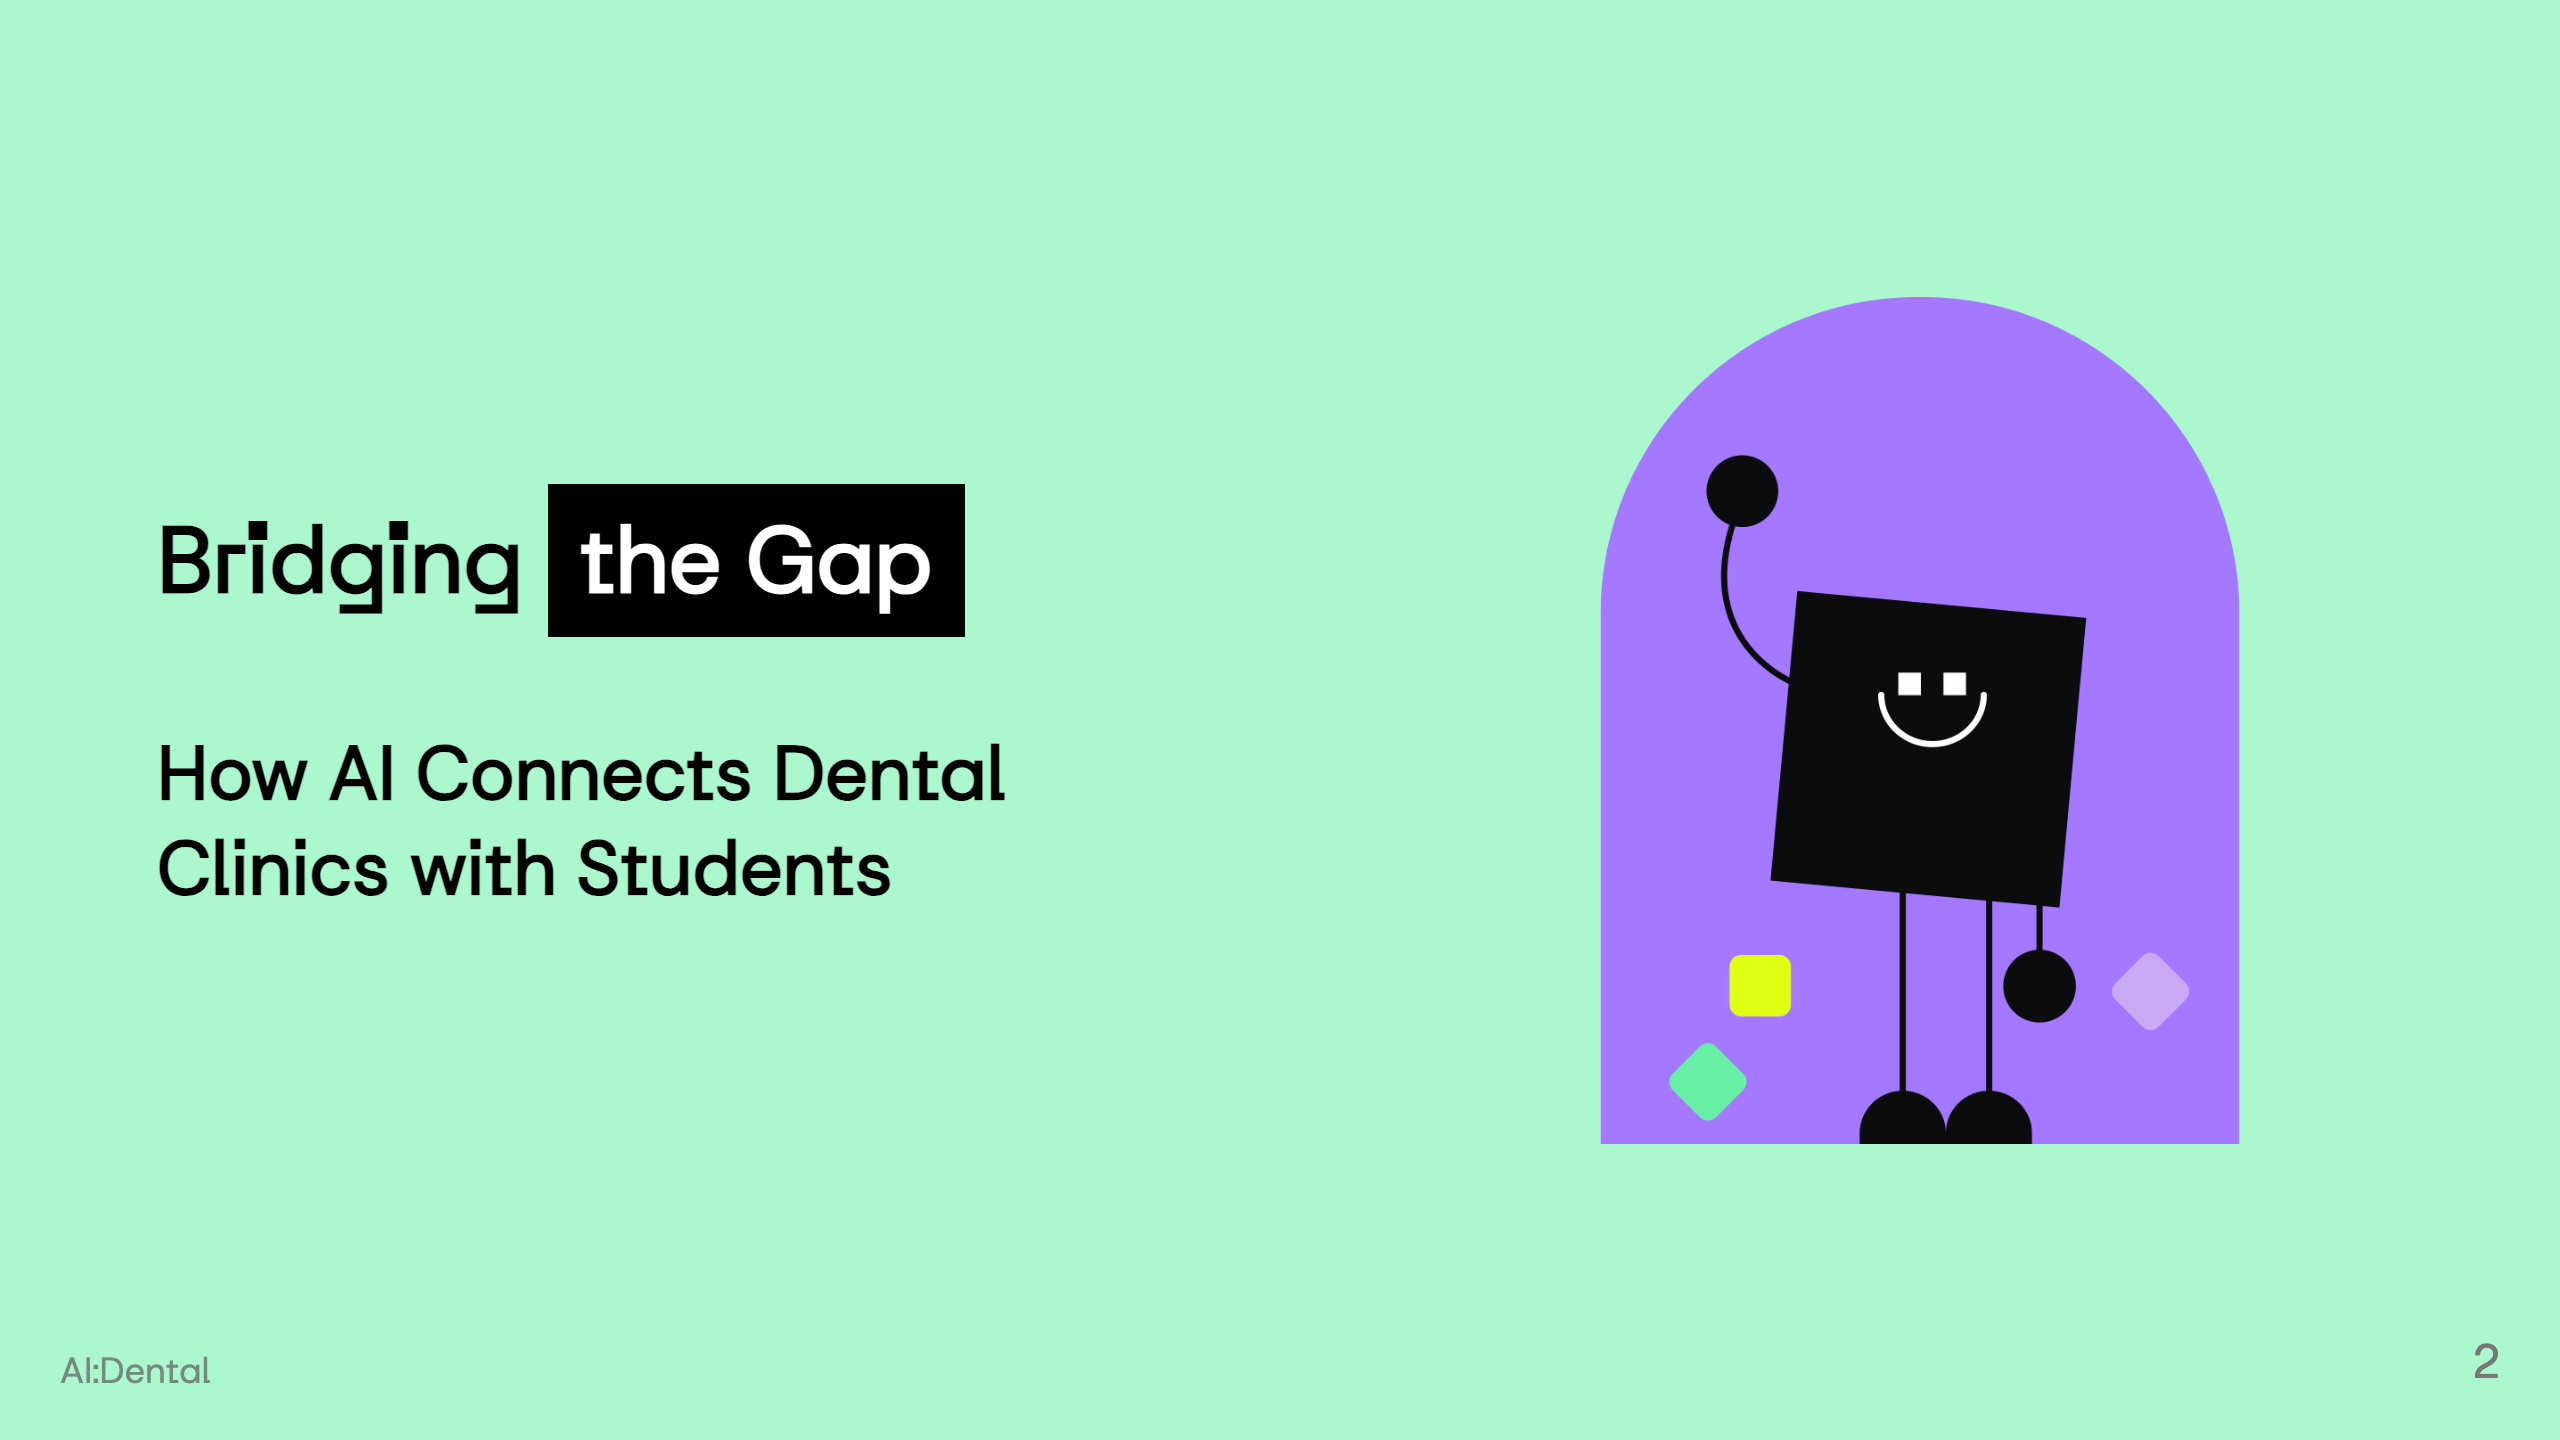 Bridging the Gap
How AI Connects Dental
Clinics with Students
AI:Dental
2